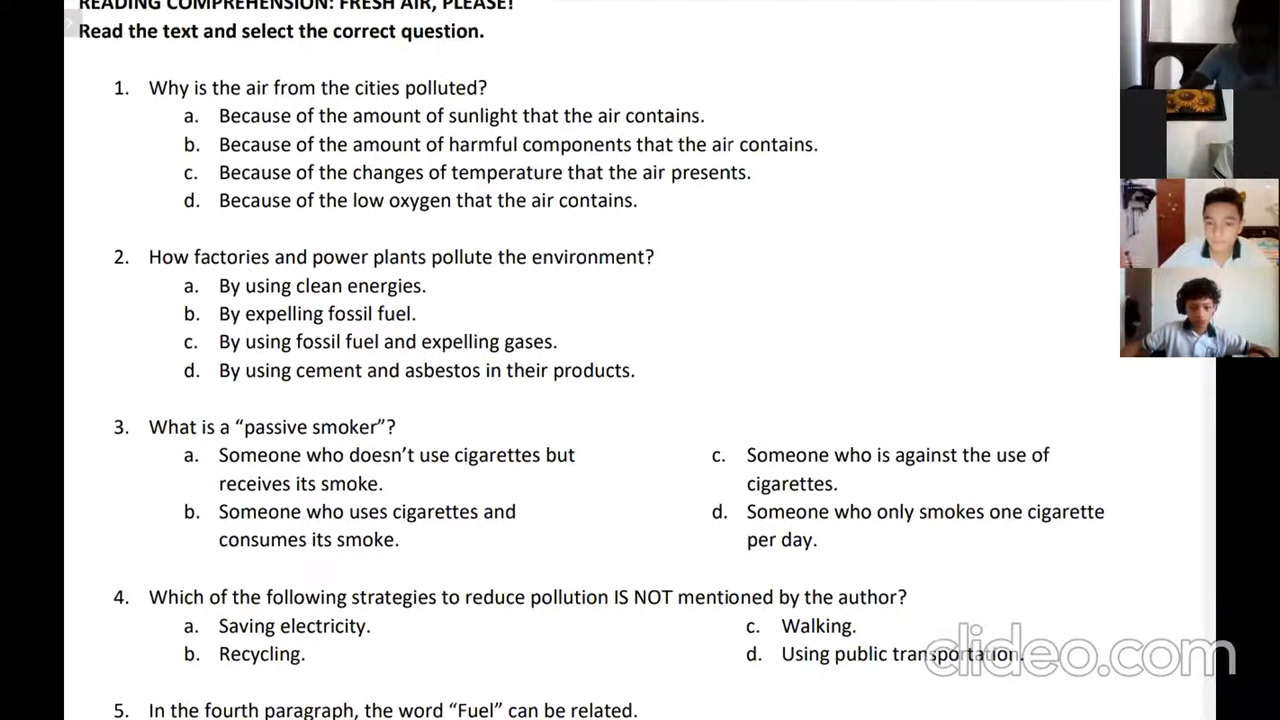 READING COMPREHENSION: FRESH AIR, PLEASE!
Read the text and select the correct question.
1. Why is the air from the cities polluted?
a. Because of the amount of sunlight that the air contains.
b. Because of the amount of harmful components that the air contains.
c. Because of the changes of temperature that the air presents.
d. Because of the low oxygen that the air contains.
2. How factories and power plants pollute the environment?
a. By using clean energies.
b. By expelling fossil fuel.
c. By using fossil fuel and expelling gases.
d. By using cement and asbestos in their products.
3. What is a “passive smoker”?
a. Someone who doesn’t use cigarettes but
receives its smoke.
b. Someone who uses cigarettes and
consumes its smoke.
c. Someone who is against the use of
cigarettes.
d. Someone who only smokes one cigarette
per day.
4. Which of the following strategies to reduce pollution IS NOT mentioned by the author?
a. Saving electricity.
b. Recycling.
c. Walking.
d. Using public transportation.
clideo.com
5. In the fourth paragraph, the word “Fuel” can be related.